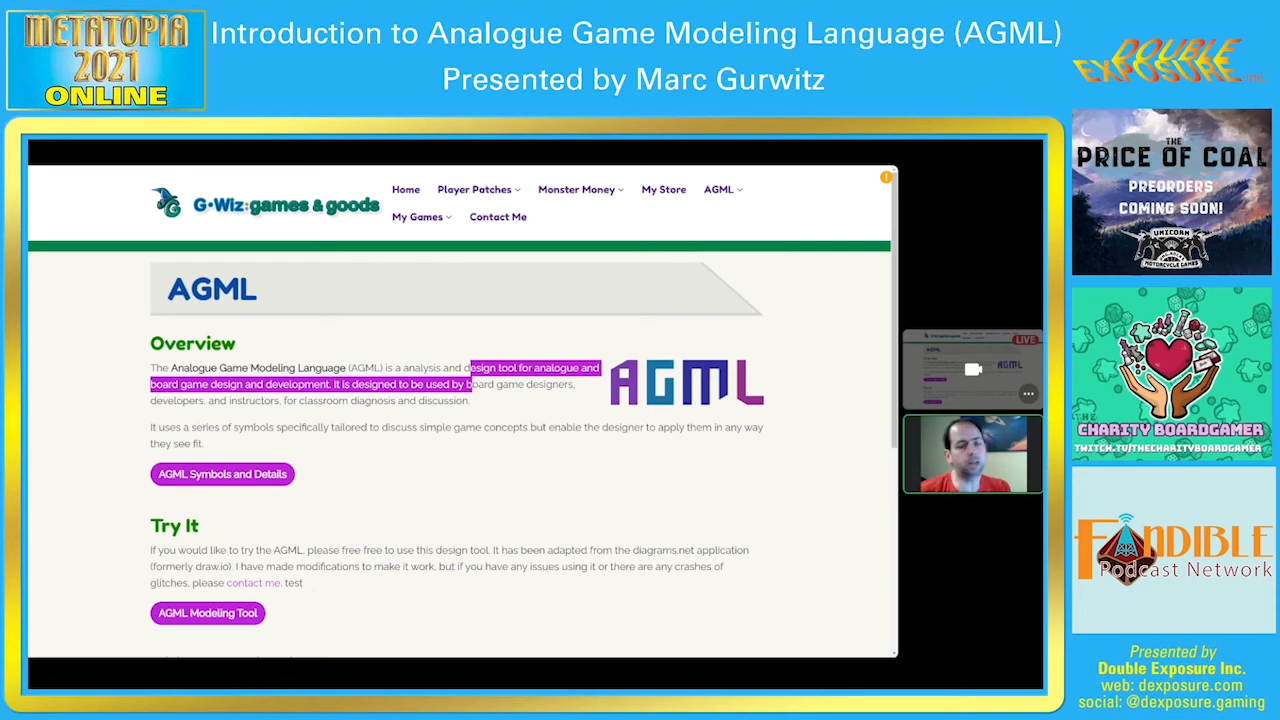 METATOPIA
2021
ONLINE
Introduction to Analogue Game Modeling Language (AGML)
Presented by Marc Gurwitz
DOUBLE
EXPOSURE Inc.
G•Wiz:games & goods
Home
Player Patches
Monster Money
My Store
AGML
My Games
Contact Me
AGML
Overview
The Analogue Game Modeling Language (AGML) is a analysis and design tool for analogue and
board game design and development. It is designed to be used by board game designers,
developers, and instructors, for classroom diagnosis and discussion.
AGML
It uses a series of symbols specifically tailored to discuss simple game concepts but enable the designer to apply them in any way
they see fit.
AGML Symbols and Details
Try It
If you would like to try the AGML, please free free to use this design tool. It has been adapted from the diagrams.net application
(formerly draw.io). I have made modifications to make it work, but if you have any issues using it or there are any crashes of
glitches, please contact me. test
AGML Modeling Tool
LIVE
AGML
THE
PRICE OF COAL
PREORDERS
COMING SOON!
UNICORN
MOTORCYCLE GAMES
THE
CHARITY BOARDGAMER
TWITCH.TV/THECHARITYBOARDGAMER
FANDIBLE
Podcast Network
Presented by
Double Exposure Inc.
web: dexposure.com
social: @dexposure.gaming